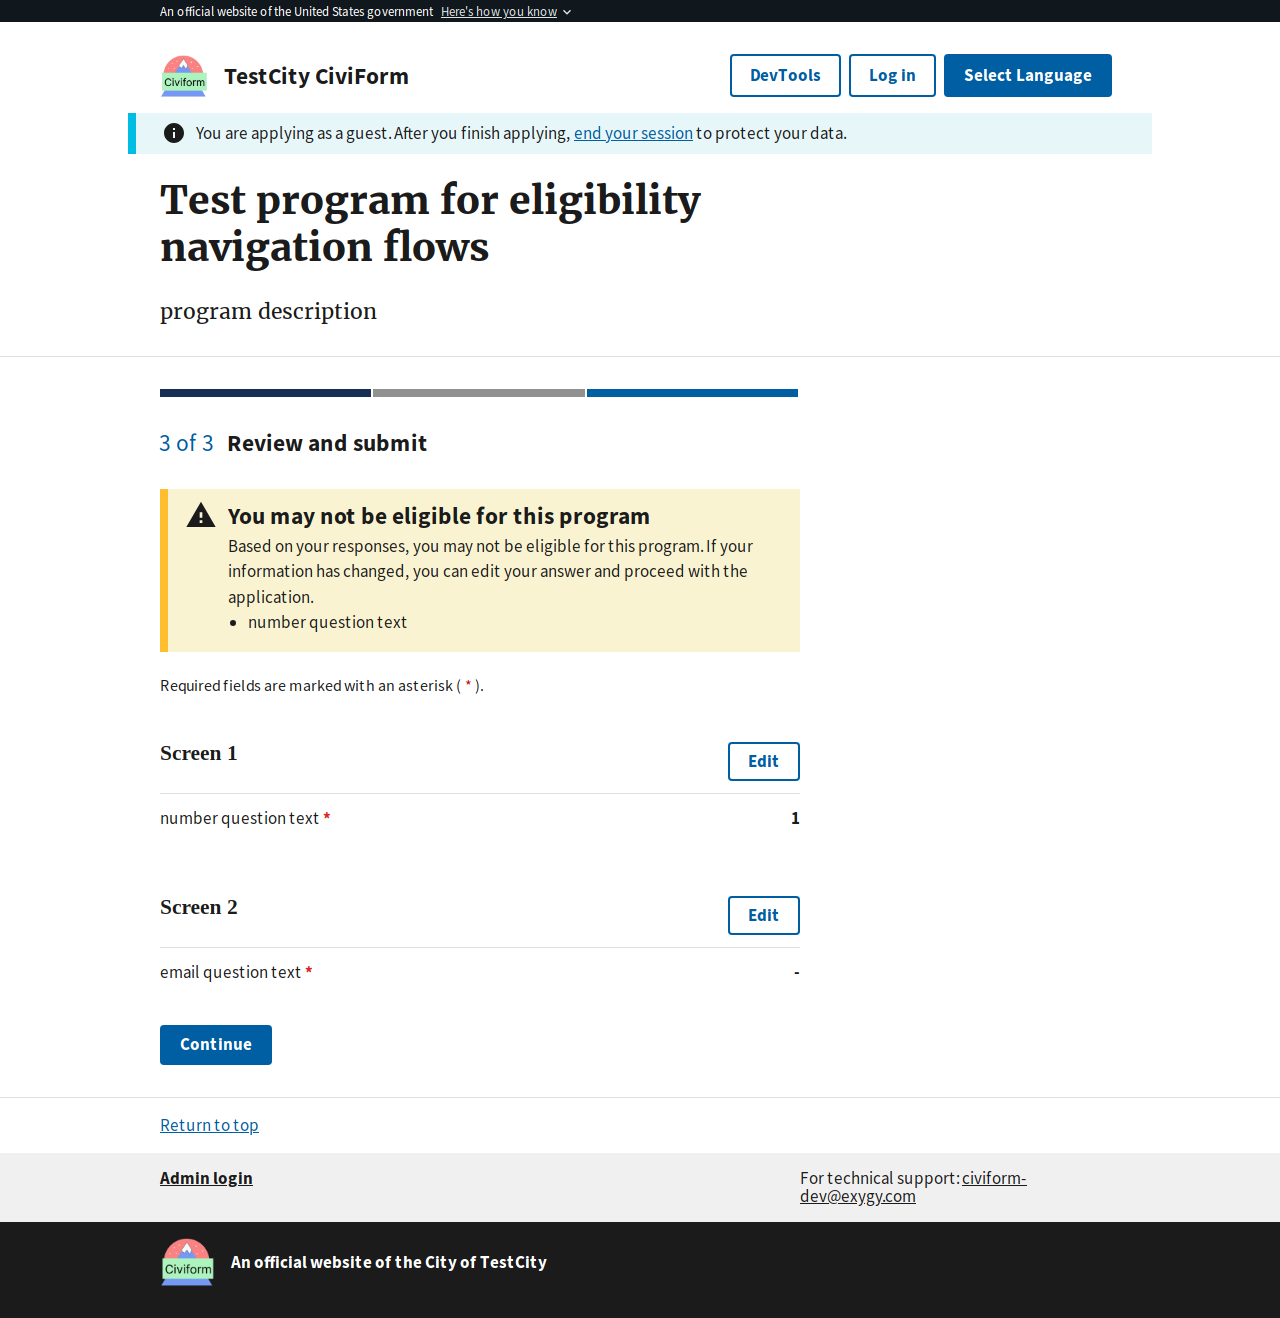 An official website of the United States government Here's how you know
Civiform TestCity CiviForm DevTools Log in Select Language
You are applying as a guest. After you finish applying, end your session to protect your data.
Test program for eligibility
navigation flows
program description
3 of 3 Review and submit
You may not be eligible for this program
Based on your responses, you may not be eligible for this program. If your
information has changed, you can edit your answer and proceed with the
application.
• number question text
Required fields are marked with an asterisk ( * ).
Screen 1 Edit
number question text * 1
Screen 2 Edit
email question text * -
Continue
Return to top
Admin login For technical support: civiform-
dev@exygy.com
Civiform An official website of the City of TestCity